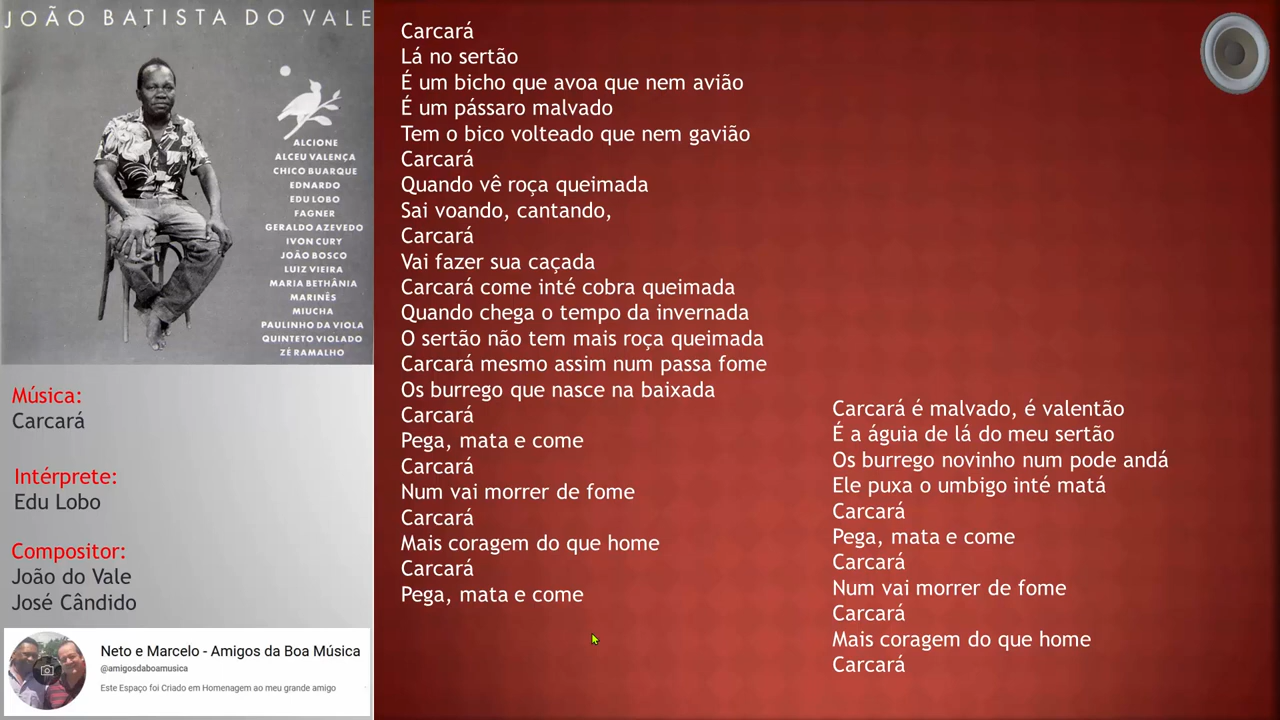 JOÃO BATISTA DO VALE
ALCIONE
ALCEU VALENÇA
CHICO BUARQUE
EDNARDO
EDU LOBO
FAGNER
GERALDO AZEVEDO
IVON CURY
JOÃO BOSCO
LUIZ VIEIRA
MARIA BETHÂNIA
MARINÊS
MIUCHA
PAULINHO DA VIOLA
QUINTETO VIOLADO
ZÉ RAMALHO
Música:
Carcará
Intérprete:
Edu Lobo
Compositor:
João do Vale
José Cândido
Neto e Marcelo - Amigos da Boa Música
@amigosdaboamusica
Este Espaço foi Criado em Homenagem ao meu grande amigo
Carcará
Lá no sertão
É um bicho que avoa que nem avião
É um pássaro malvado
Tem o bico volteado que nem gavião
Carcará
Quando vê roça queimada
Sai voando, cantando,
Carcará
Vai fazer sua caçada
Carcará come inté cobra queimada
Quando chega o tempo da invernada
O sertão não tem mais roça queimada
Carcará mesmo assim num passa fome
Os burrego que nasce na baixada
Carcará
Pega, mata e come
Carcará
Num vai morrer de fome
Carcará
Mais coragem do que home
Carcará
Pega, mata e come
Carcará é malvado, é valentão
É a águia de lá do meu sertão
Os burrego novinho num pode andá
Ele puxa o umbigo inté matá
Carcará
Pega, mata e come
Carcará
Num vai morrer de fome
Carcará
Mais coragem do que home
Carcará